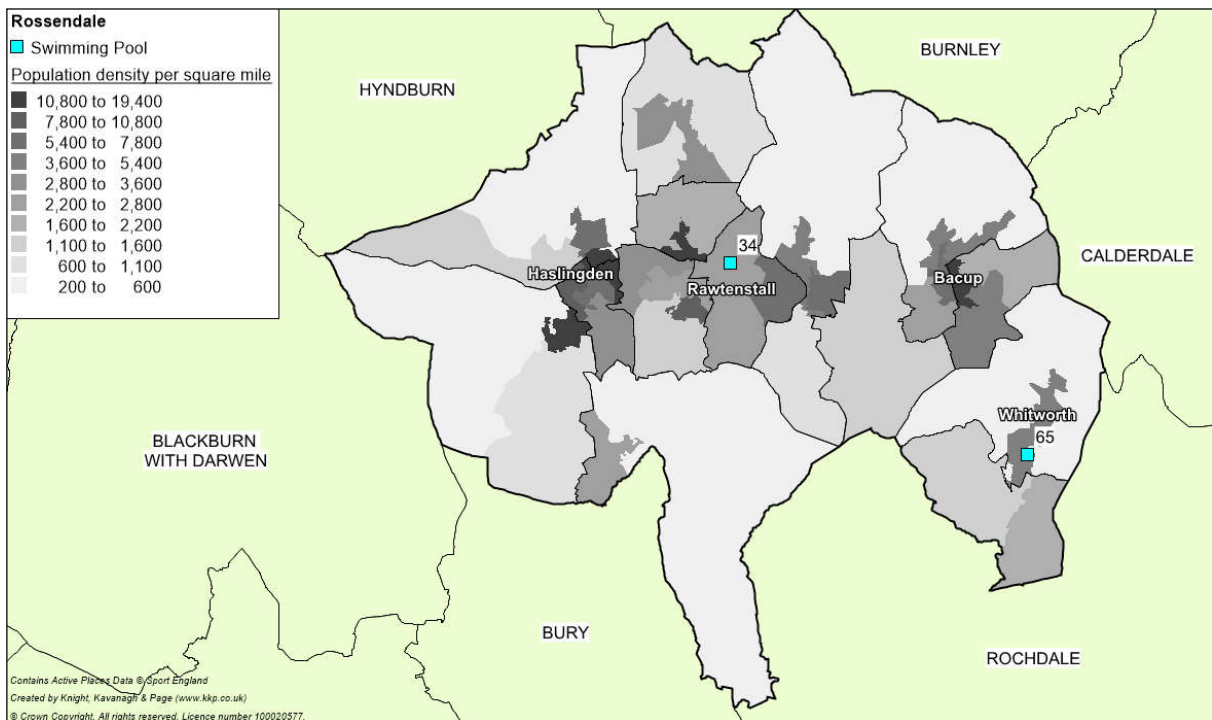 Rossendale
Swimming Pool
Population density per square mile
10,800 to 19,400
7,800 to 10,800
5,400 to 7,800
3,600 to 5,400
2,800 to 3,600
2,200 to 2,800
1,600 to 2,200
1,100 to 1,600
600 to 1,100
200 to 600
BURNLEY
HYNDBURN
34
CALDERDALE
Haslingden
Bacup
Rawtenstall
Whitworth
65
BLACKBURN
WITH DARWEN
BURY
ROCHDALE
Contains Active Places Data © Sport England
Created by Knight, Kavanagh & Page (www.kkp.co.uk)
© Crown Copyright. All rights reserved. Licence number 100020577.